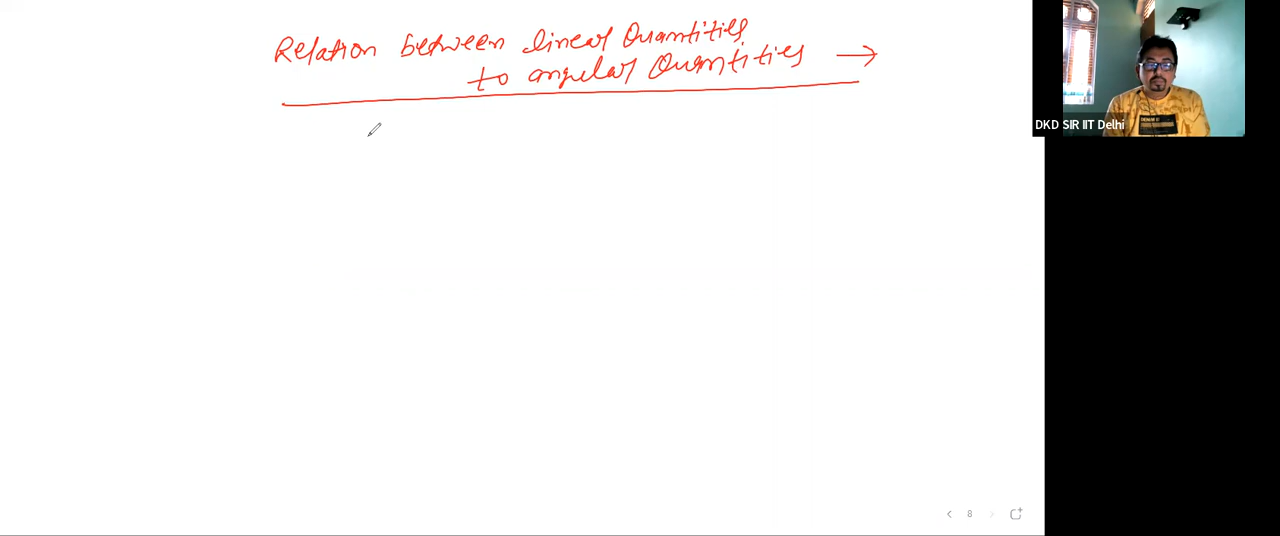 Relation between linear Quantities
to angular Quantities →
DKD SIR IIT Delhi
8